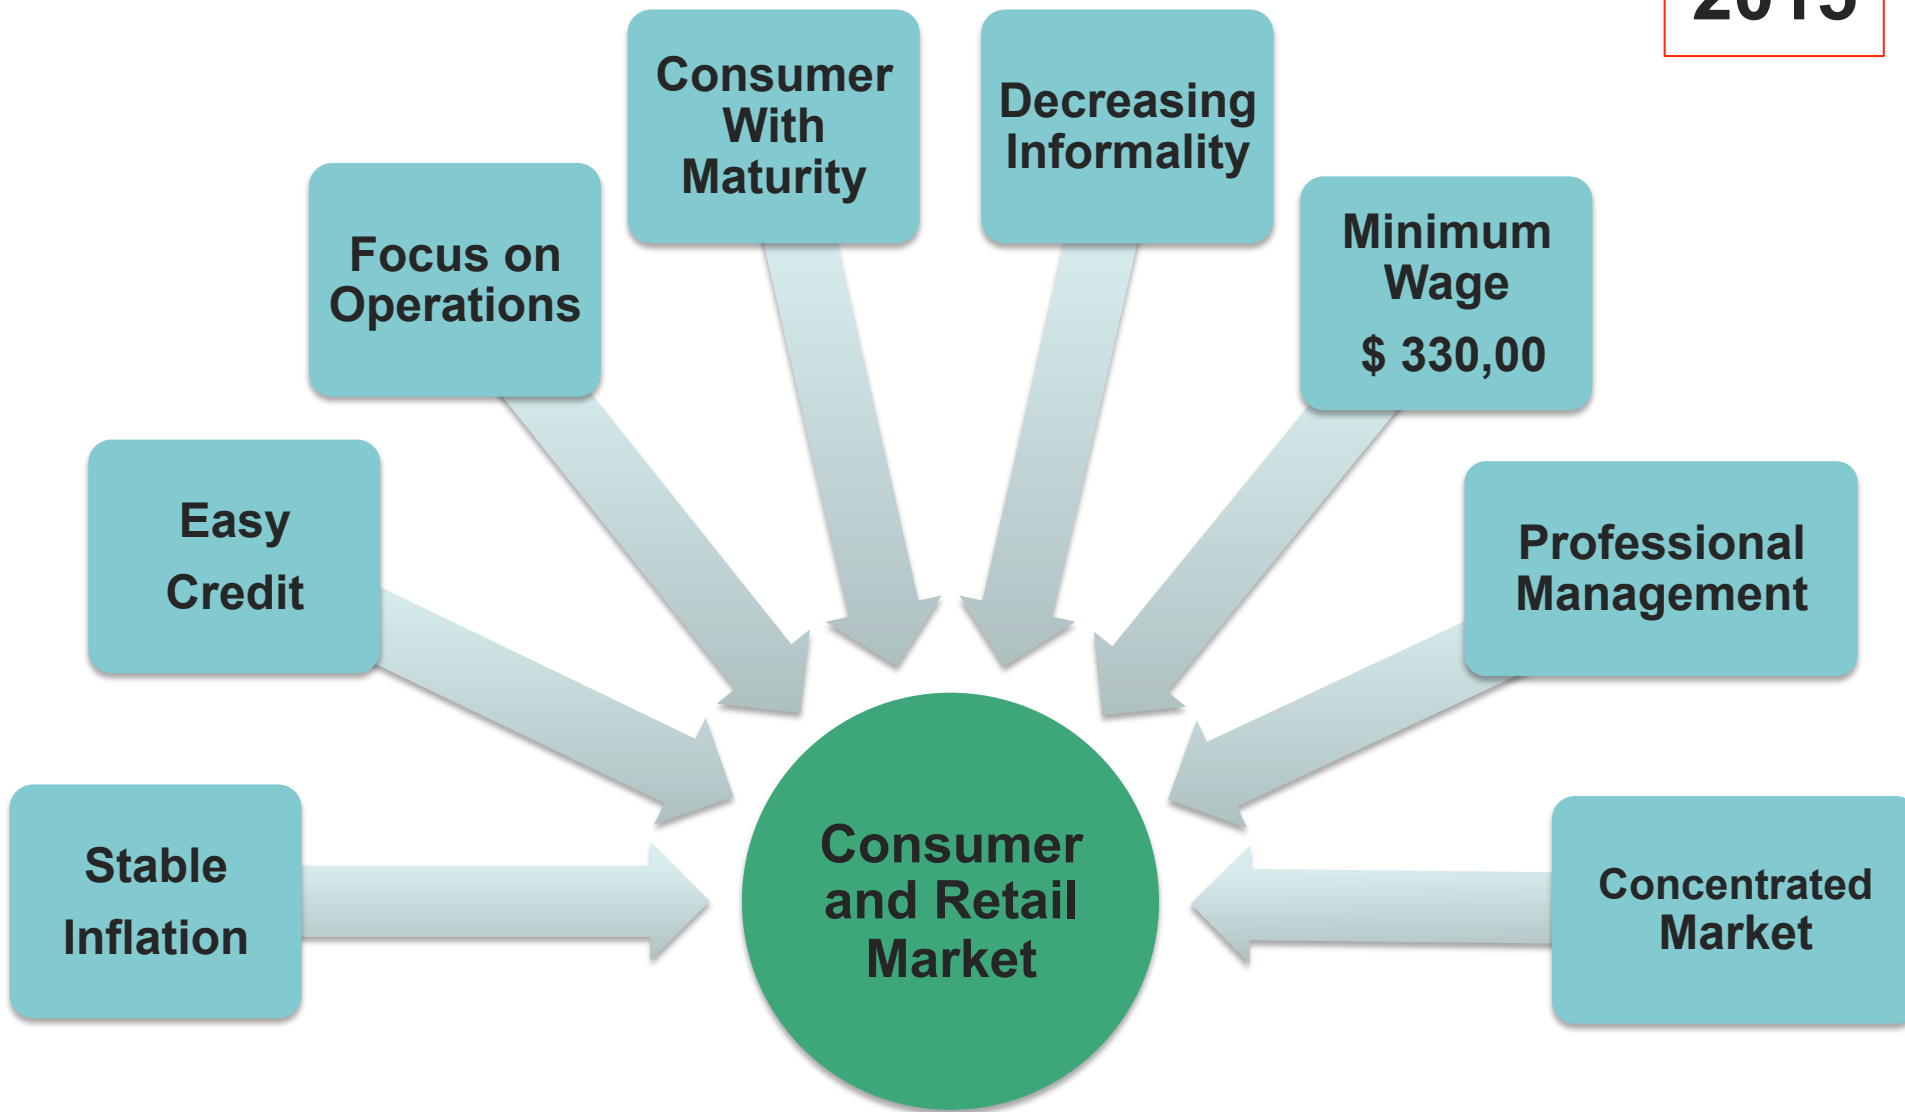 2015
Consumer
With
Maturity
Decreasing
Informality
Focus on
Operations
Minimum
Wage
$ 330,00
Easy
Credit
Professional
Management
Stable
Inflation
Consumer
and Retail
Market
Concentrated
Market